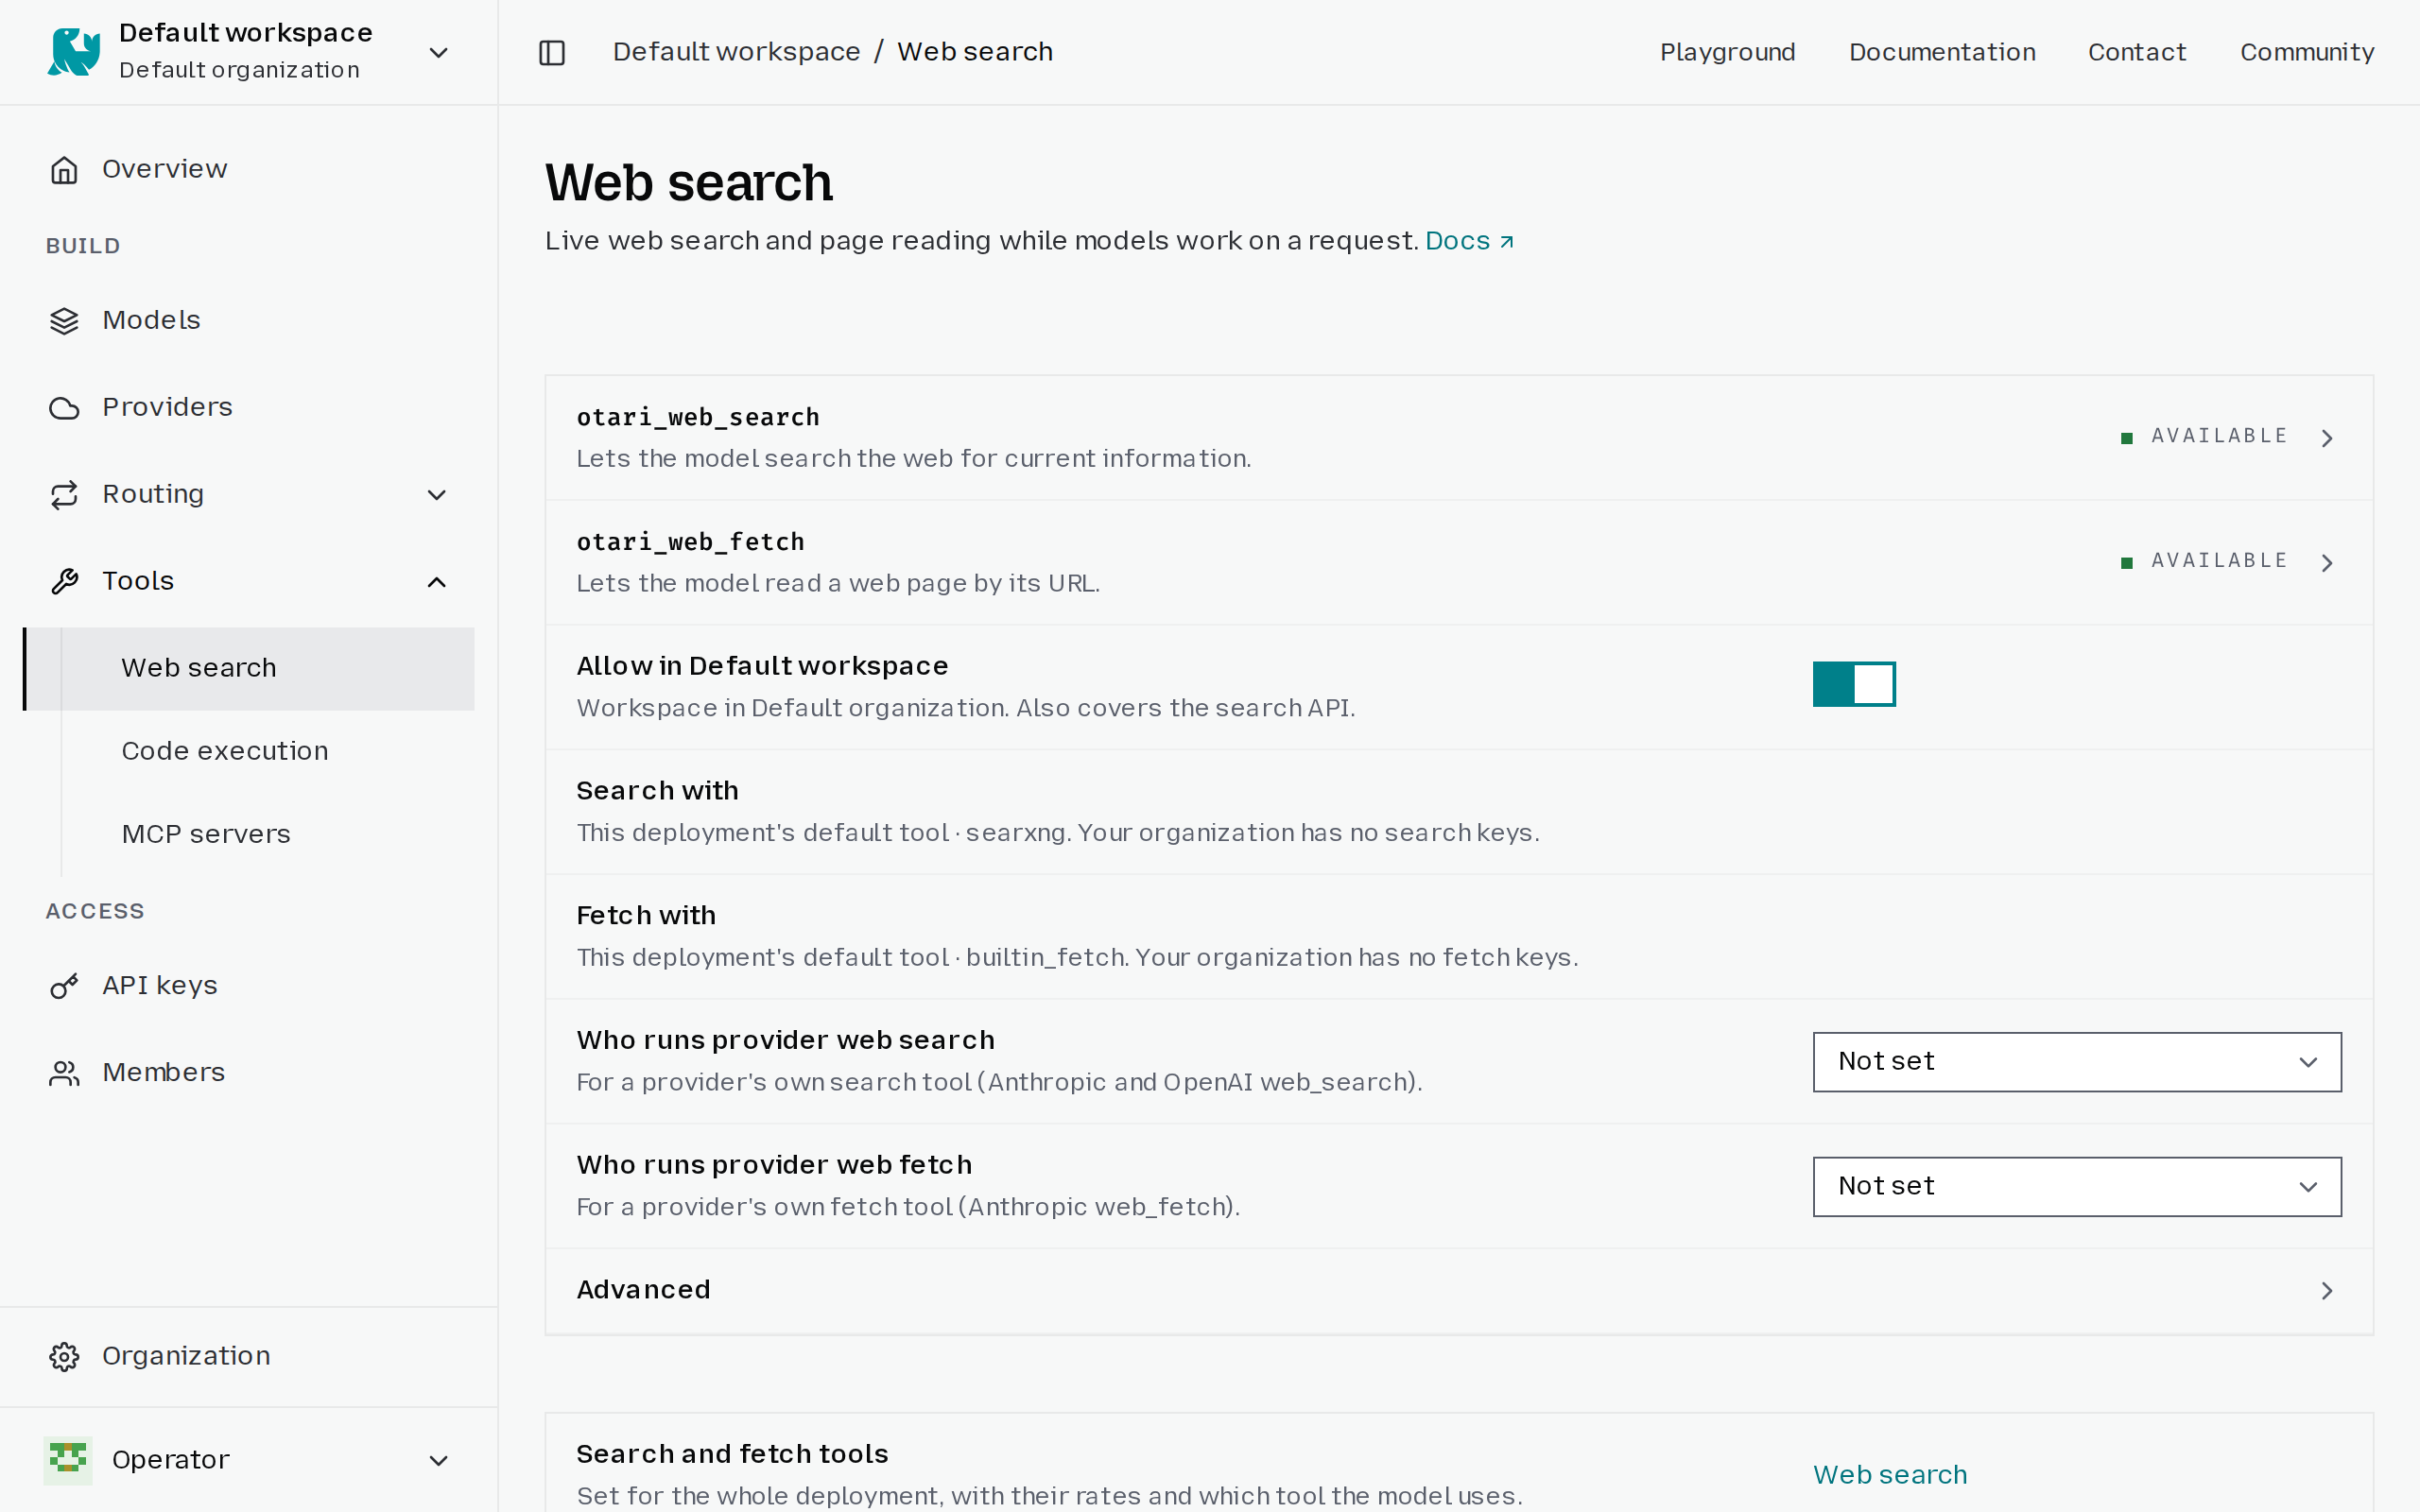 Default workspace
Default organization
Default workspace / Web search
Playground
Documentation
Contact
Community
Overview
BUILD
Models
Providers
Routing
Tools
Web search
Code execution
MCP servers
ACCESS
API keys
Members
Organization
Operator
Web search
Live web search and page reading while models work on a request. Docs
otari_web_search
Lets the model search the web for current information.
AVAILABLE
otari_web_fetch
Lets the model read a web page by its URL.
AVAILABLE
Allow in Default workspace
Workspace in Default organization. Also covers the search API.
Search with
This deployment's default tool · searxng. Your organization has no search keys.
Fetch with
This deployment's default tool · builtin_fetch. Your organization has no fetch keys.
Who runs provider web search
For a provider's own search tool (Anthropic and OpenAI web_search).
Not set
Who runs provider web fetch
For a provider's own fetch tool (Anthropic web_fetch).
Not set
Advanced
Search and fetch tools
Set for the whole deployment, with their rates and which tool the model uses.
Web search